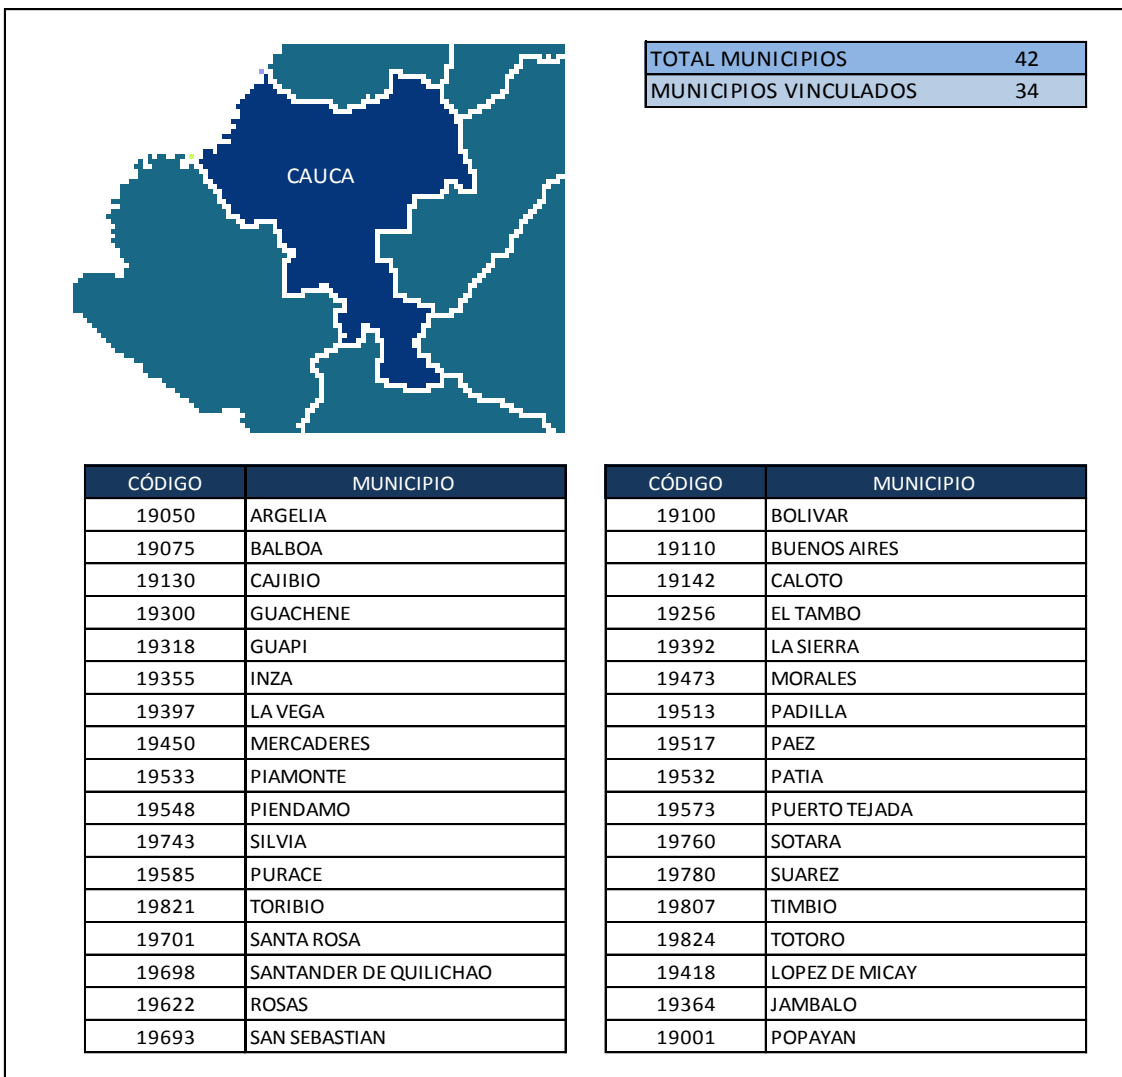 TOTAL MUNICIPIOS 42
MUNICIPIOS VINCULADOS 34
CAUCA
CÓDIGO MUNICIPIO CÓDIGO MUNICIPIO
19050 ARGELIA 19100 BOLIVAR
19075 BALBOA 19110 BUENOS AIRES
19130 CAJIBIO 19142 CALOTO
19300 GUACHENE 19256 EL TAMBO
19318 GUAPI 19392 LA SIERRA
19355 INZA 19473 MORALES
19397 LA VEGA 19513 PADILLA
19450 MERCADERES 19517 PAEZ
19533 PIAMONTE 19532 PATIA
19548 PIENDAMO 19573 PUERTO TEJADA
19743 SILVIA 19760 SOTARA
19585 PURACE 19780 SUAREZ
19821 TORIBIO 19807 TIMBIO
19701 SANTA ROSA 19824 TOTORO
19698 SANTANDER DE QUILICHAO 19418 LOPEZ DE MICAY
19622 ROSAS 19364 JAMBALO
19693 SAN SEBASTIAN 19001 POPAYAN